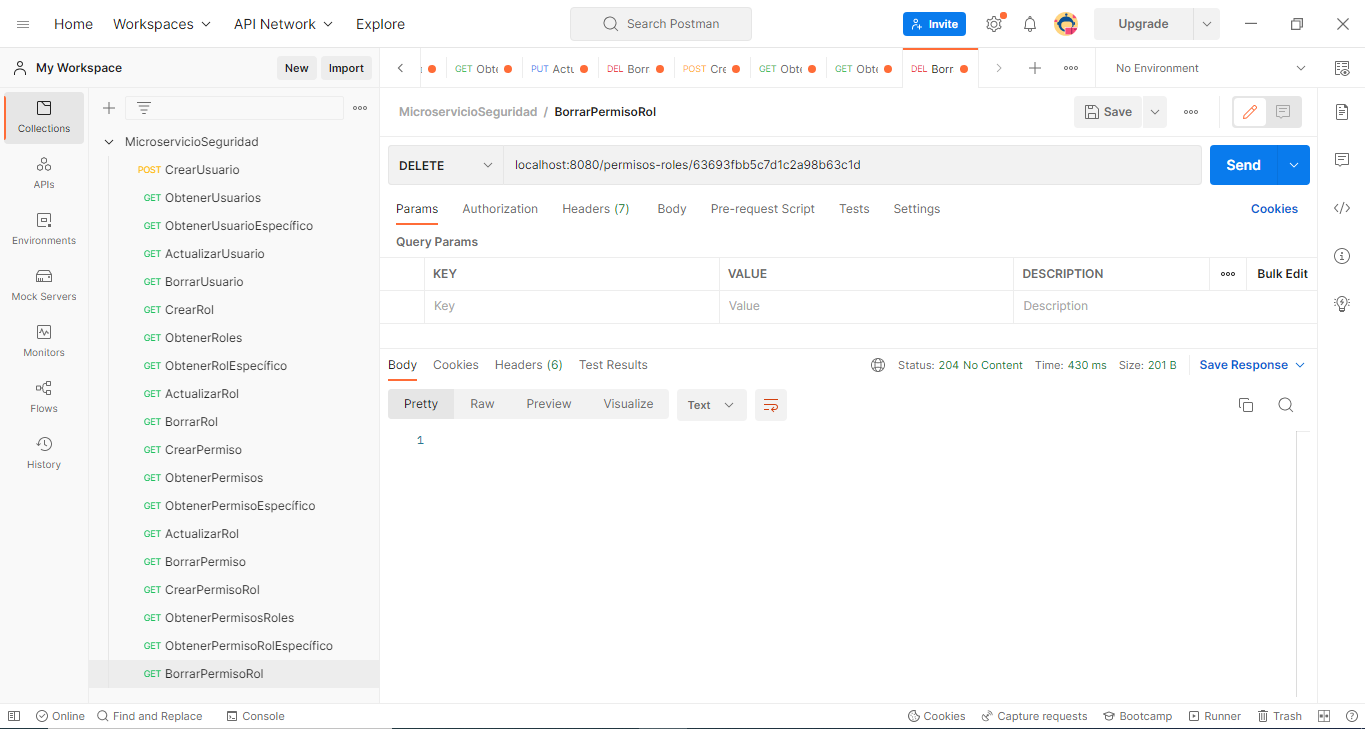 Home Workspaces API Network Explore Search Postman Invite Upgrade
My Workspace New Import GET Obte PUT Actu DEL Borr POST Cre GET Obte GET Obte DEL Borr No Environment
Collections
APIs
Environments
Mock Servers
Monitors
Flows
History
MicroservicioSeguridad
POST CrearUsuario
GET ObtenerUsuarios
GET ObtenerUsuarioEspecífico
GET ActualizarUsuario
GET BorrarUsuario
GET CrearRol
GET ObtenerRoles
GET ObtenerRolEspecífico
GET ActualizarRol
GET BorrarRol
GET CrearPermiso
GET ObtenerPermisos
GET ObtenerPermisoEspecífico
GET ActualizarRol
GET BorrarPermiso
GET CrearPermisoRol
GET ObtenerPermisosRoles
GET ObtenerPermisoRolEspecífico
GET BorrarPermisoRol
MicroservicioSeguridad / BorrarPermisoRol Save
DELETE localhost:8080/permisos-roles/63693fbb5c7d1c2a98b63c1d Send
Params Authorization Headers (7) Body Pre-request Script Tests Settings Cookies
Query Params
KEY VALUE DESCRIPTION Bulk Edit
Key Value Description
Body Cookies Headers (6) Test Results Status: 204 No Content Time: 430 ms Size: 201 B Save Response
Pretty Raw Preview Visualize Text
1
Online Find and Replace Console Cookies Capture requests Bootcamp Runner Trash